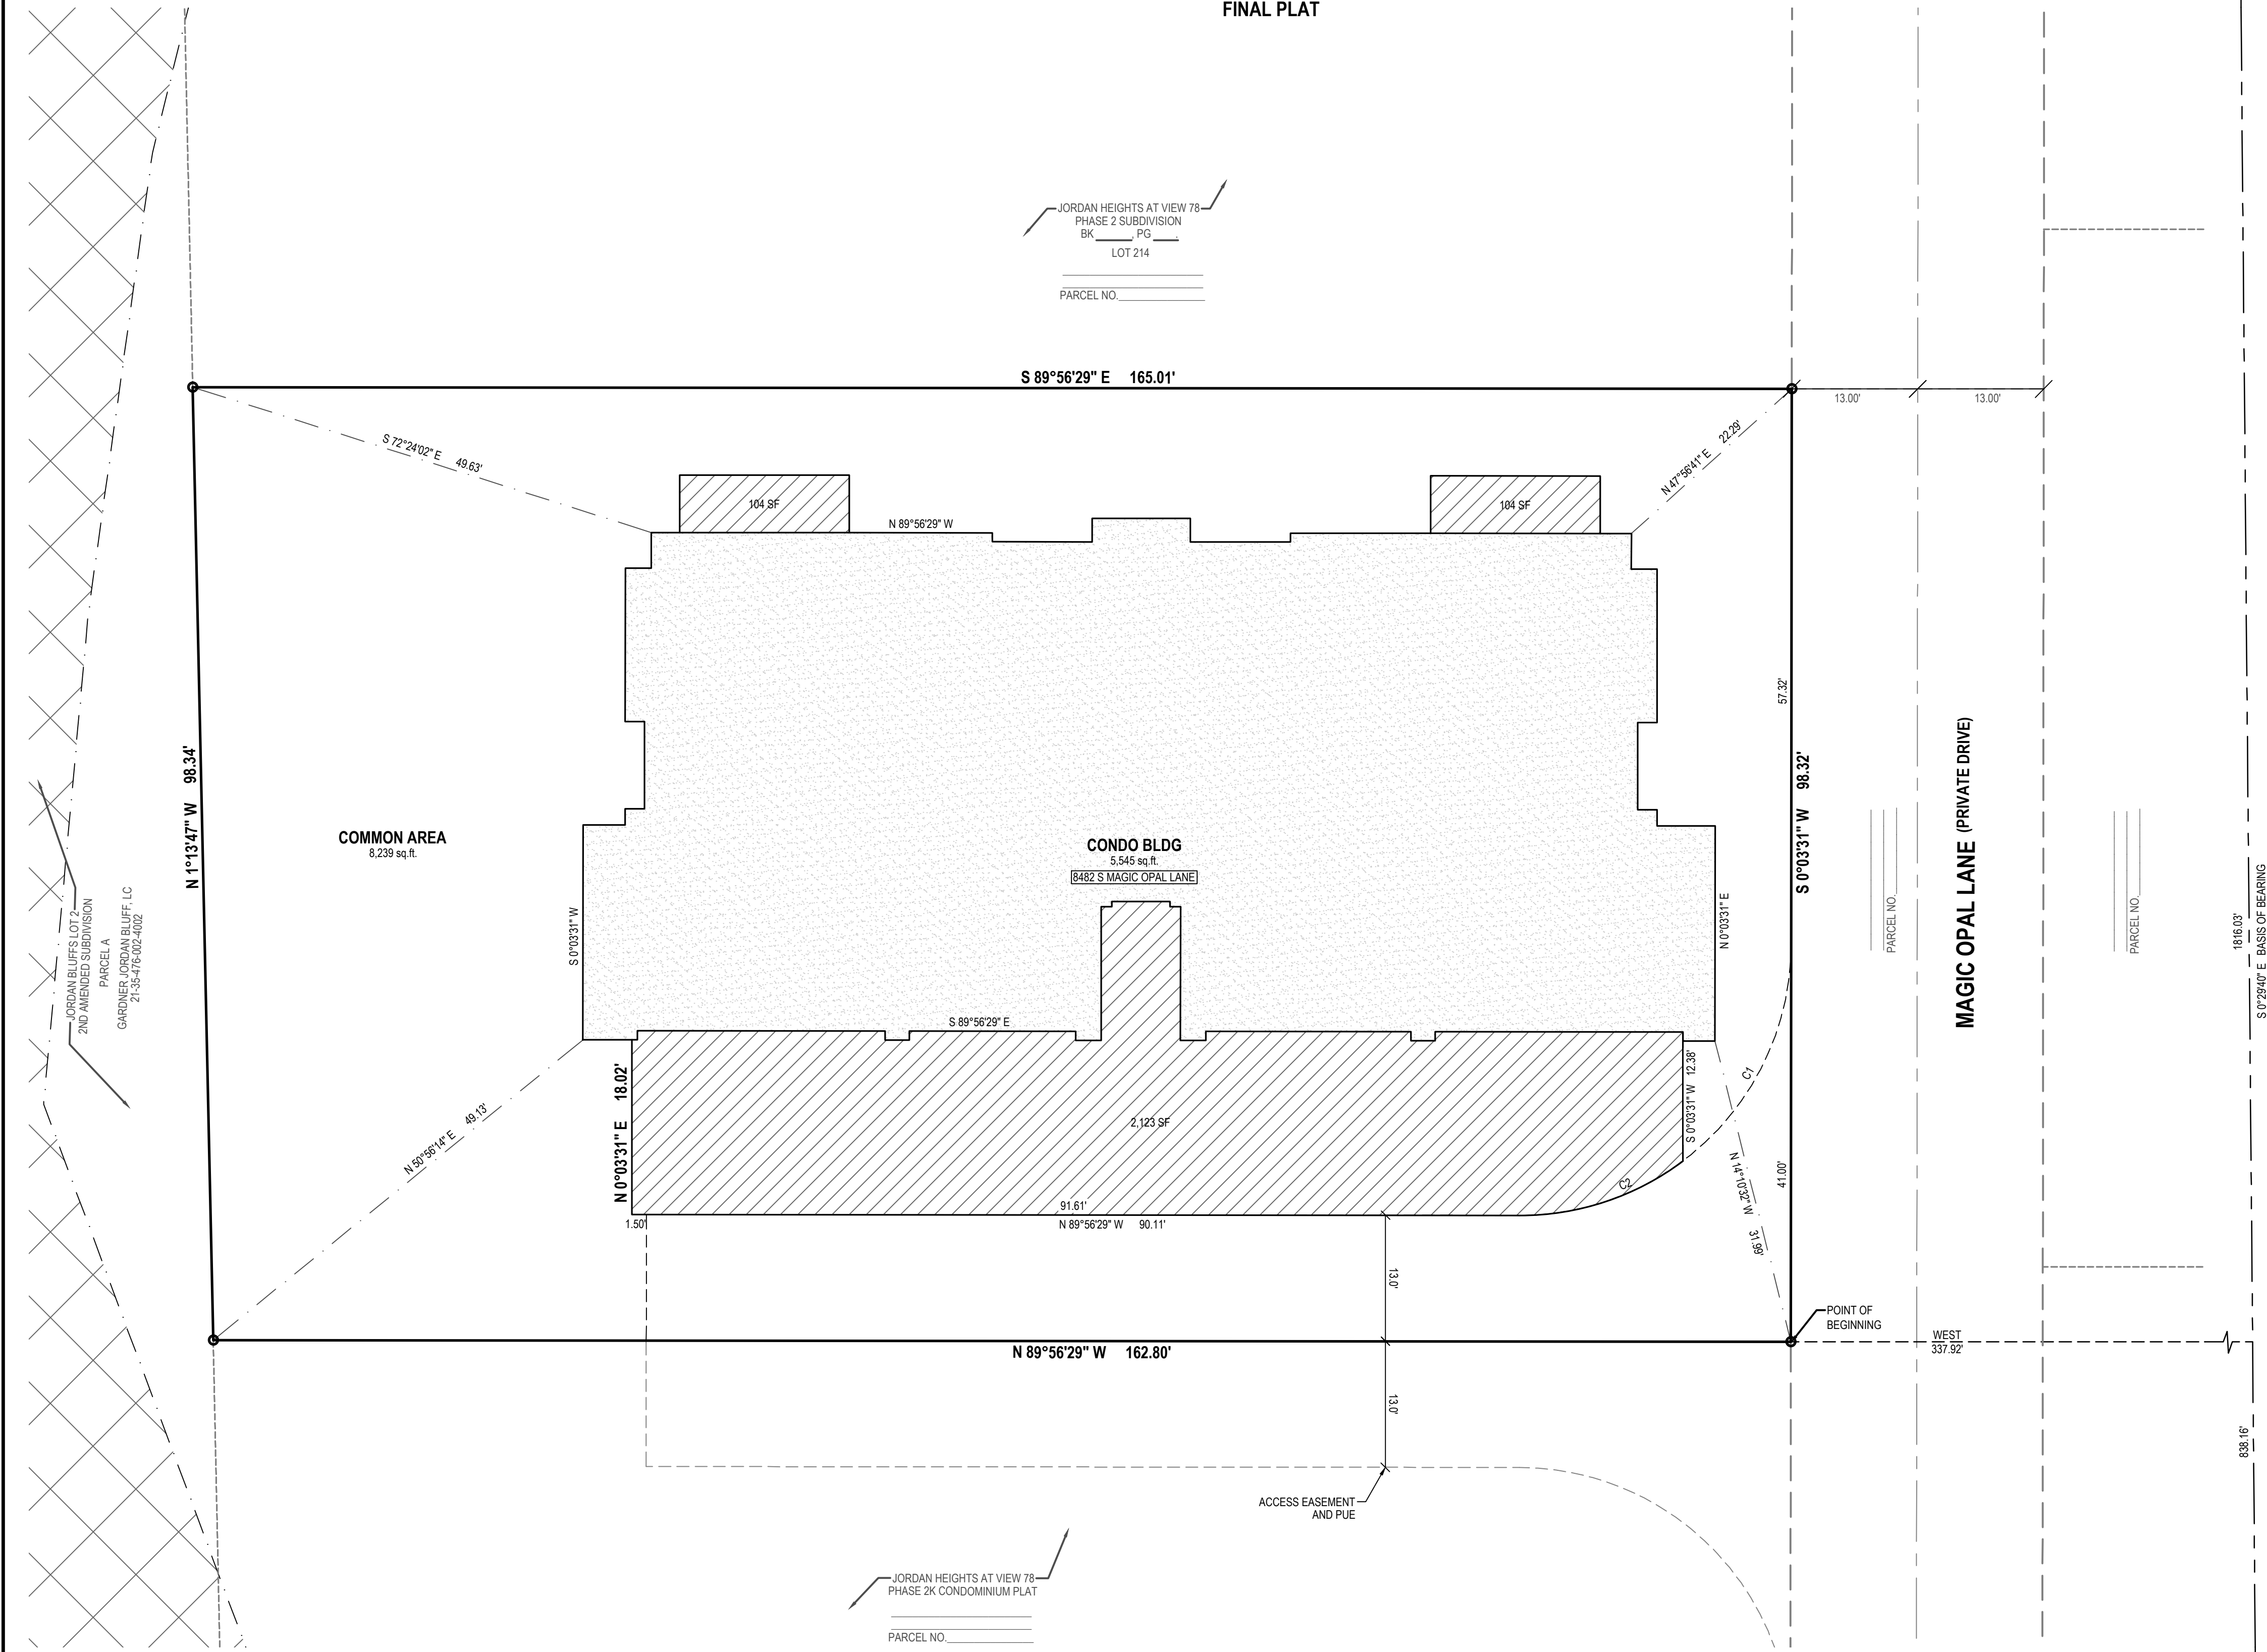 FINAL PLAT
JORDAN HEIGHTS AT VIEW 78
PHASE 2 SUBDIVISION
BK ______, PG ____.
LOT 214
PARCEL NO.
S 89°56'29" E 165.01'
13.00'
13.00'
S 72°24'02" E 49.63'
N 47°56'41" E 22.29'
104 SF
104 SF
N 89°56'29" W
57.32'
N 1°13'47" W 98.34'
S 0°03'31" W 98.32'
MAGIC OPAL LANE (PRIVATE DRIVE)
COMMON AREA
8,239 sq.ft.
CONDO BLDG
5,545 sq.ft.
8482 S MAGIC OPAL LANE
JORDAN BLUFFS LOT 2
2ND AMENDED SUBDIVISION
PARCEL A
GARDNER JORDAN BLUFF, LC
21-35-476-002-4002
S 0°03'31" W
N 0°03'31" E
PARCEL NO.
PARCEL NO.
1816.03'
S 0°29'40" E BASIS OF BEARING
S 89°56'29" E
N 0°03'31" E 18.02'
S 0°03'31" W 12.38'
C1
N 50°56'14" E 49.13'
2,123 SF
C2
N 14°10'32" W 31.99'
41.00'
91.61'
1.50'
N 89°56'29" W 90.11'
13.0'
POINT OF
BEGINNING
WEST
337.92'
N 89°56'29" W 162.80'
13.0'
838.16'
ACCESS EASEMENT
AND PUE
JORDAN HEIGHTS AT VIEW 78
PHASE 2K CONDOMINIUM PLAT
PARCEL NO.